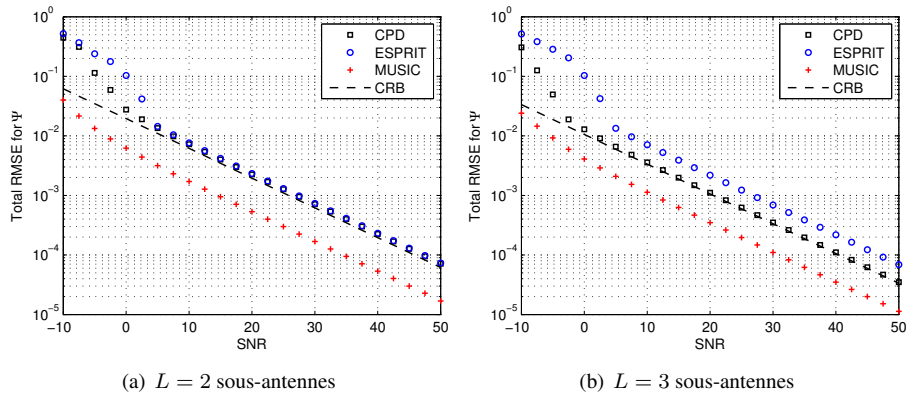 10^0
10^-1
10^-2
10^-3
10^-4
10^-5
Total RMSE for Ψ
−10 0 10 20 30 40 50
SNR
CPD
ESPRIT
MUSIC
CRB
(a) L = 2 sous-antennes
10^0
10^-1
10^-2
10^-3
10^-4
10^-5
Total RMSE for Ψ
−10 0 10 20 30 40 50
SNR
CPD
ESPRIT
MUSIC
CRB
(b) L = 3 sous-antennes